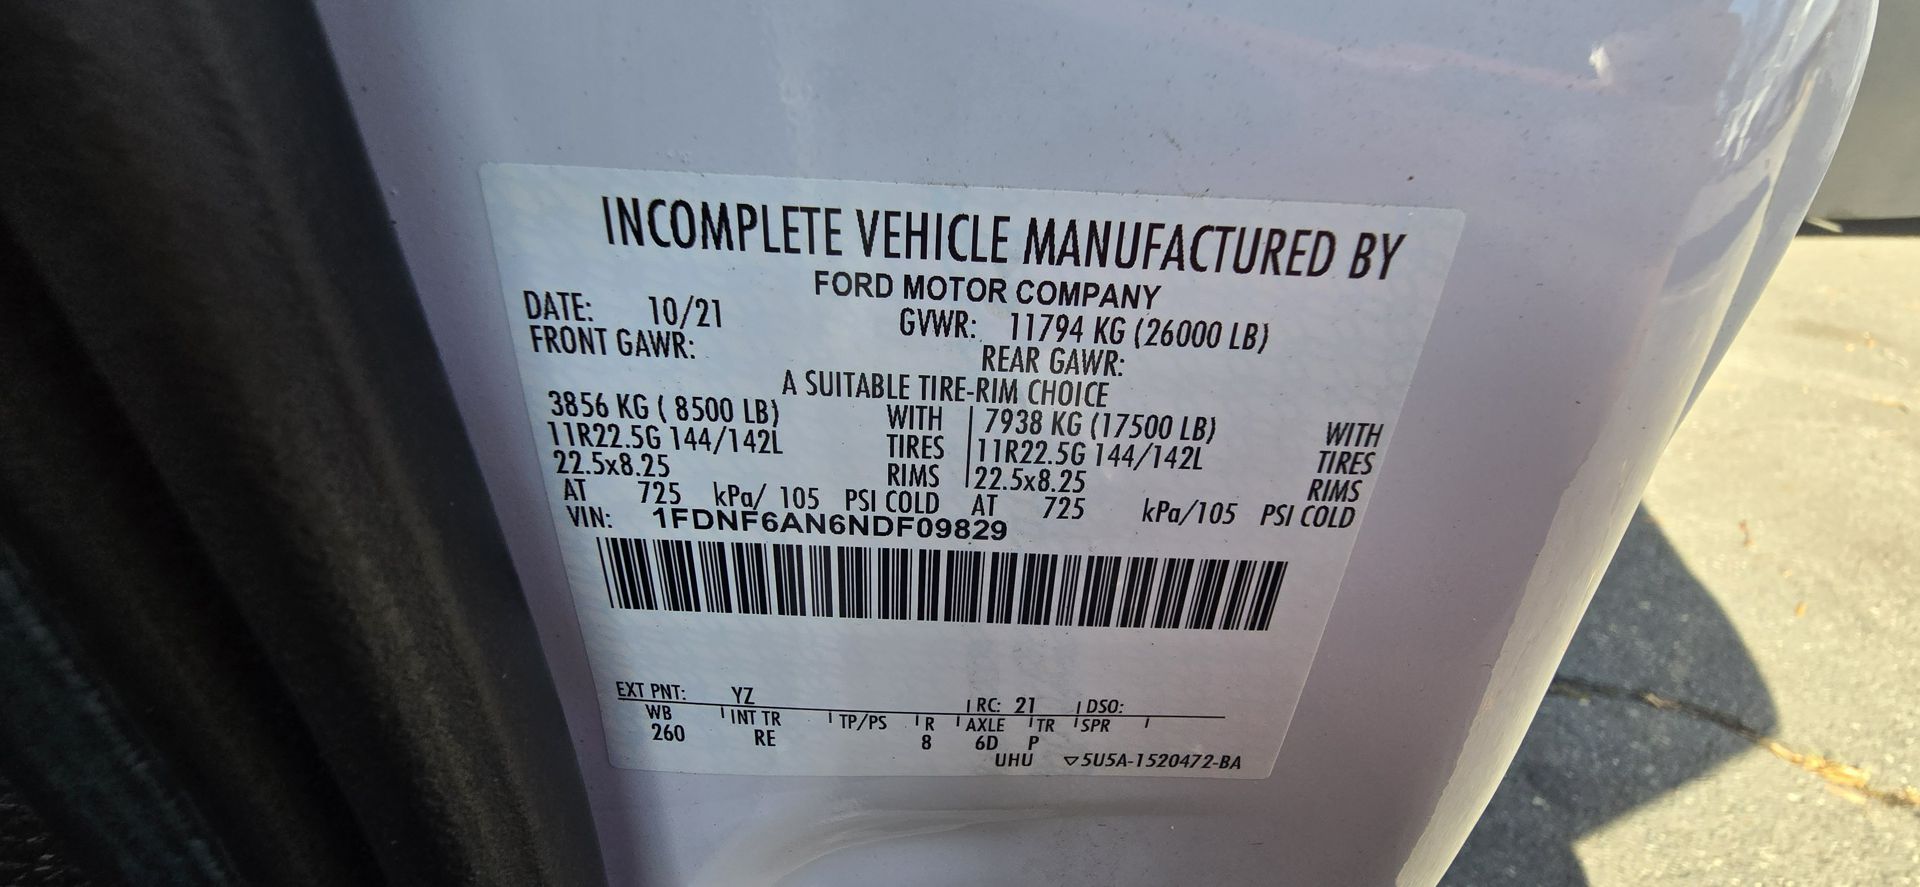 INCOMPLETE VEHICLE MANUFACTURED BY
FORD MOTOR COMPANY
DATE: 10/21 GVWR: 11794 KG (26000 LB)
FRONT GAWR: REAR GAWR:
A SUITABLE TIRE-RIM CHOICE
3856 KG ( 8500 LB) WITH 7938 KG (17500 LB) WITH
11R22.5G 144/142L TIRES 11R22.5G 144/142L TIRES
22.5x8.25 RIMS 22.5x8.25 RIMS
AT 725 kPa/ 105 PSI COLD AT 725 kPa/105 PSI COLD
VIN: 1FDNF6AN6NDF09829
EXT PNT: YZ RC: 21 DSO:
WB INT TR TP/PS R AXLE TR SPR
260 RE 8 6D P
UHU ▽5U5A-1520472-BA